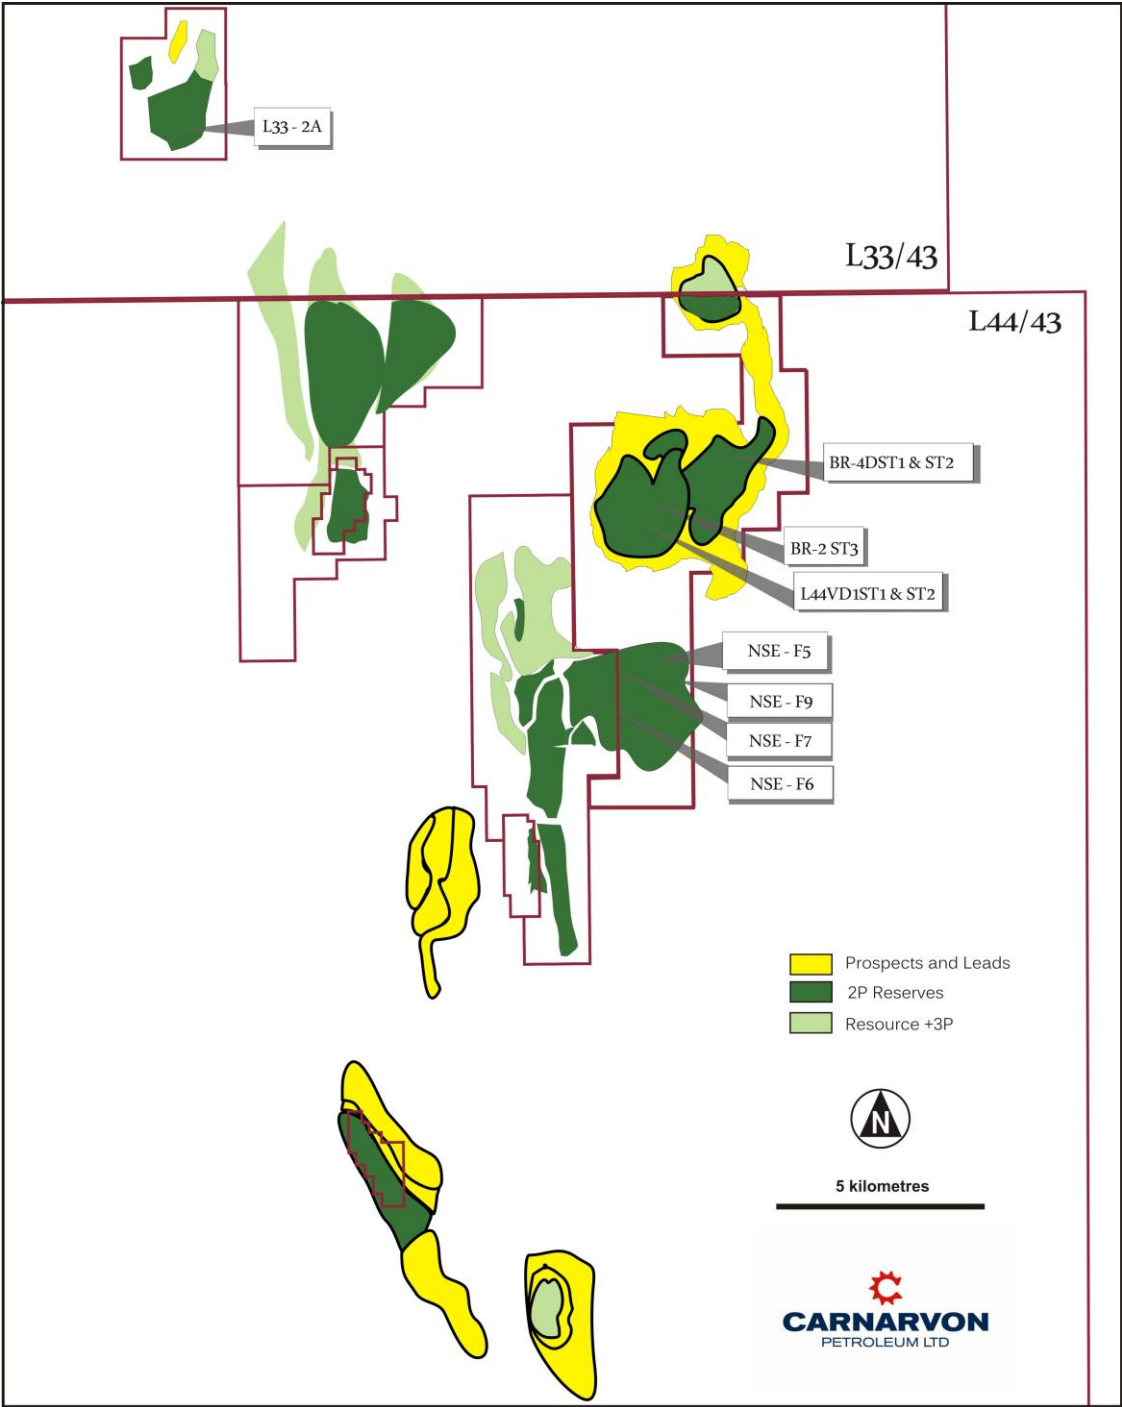 L33 - 2A
L33/43
L44/43
BR-4DST1 & ST2
BR-2 ST3
L44VD1ST1 & ST2
NSE - F5
NSE - F9
NSE - F7
NSE - F6
Prospects and Leads
2P Reserves
Resource +3P
N
5 kilometres
CARNARVON
PETROLEUM LTD